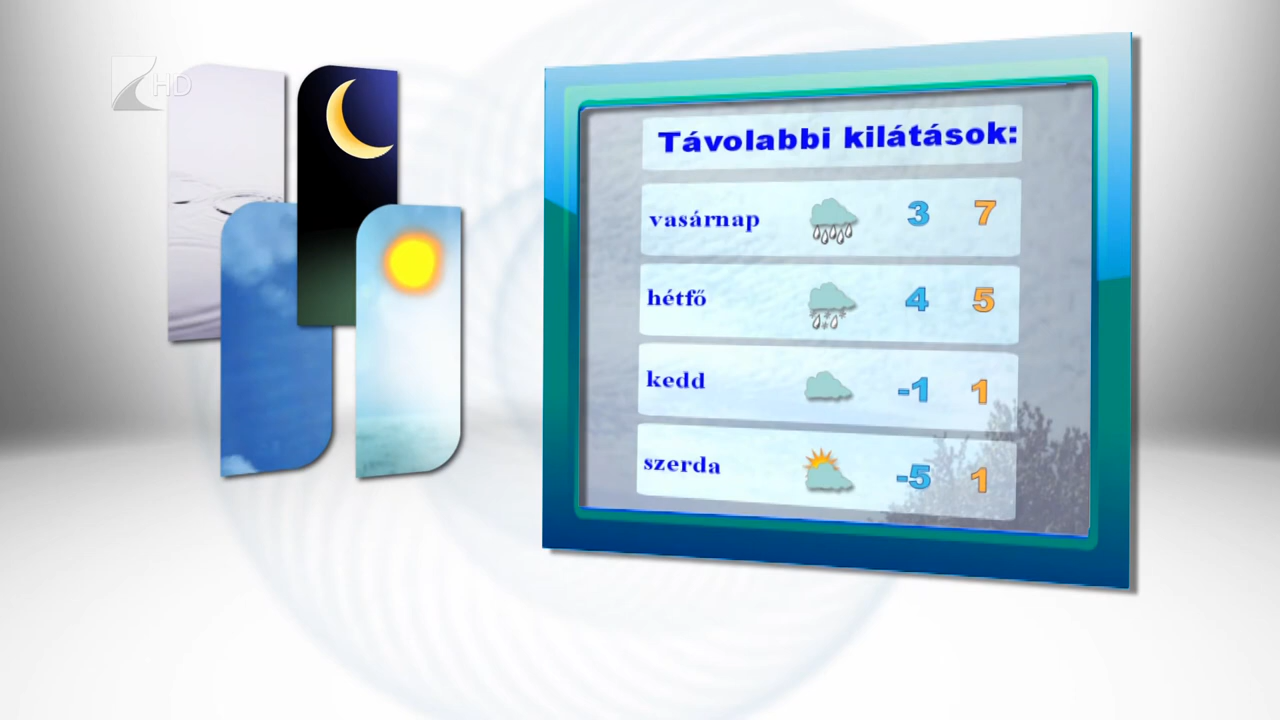 HD
Távolabbi kilátások:
vasárnap 3 7
hétfő 4 5
kedd -1 1
szerda -5 1